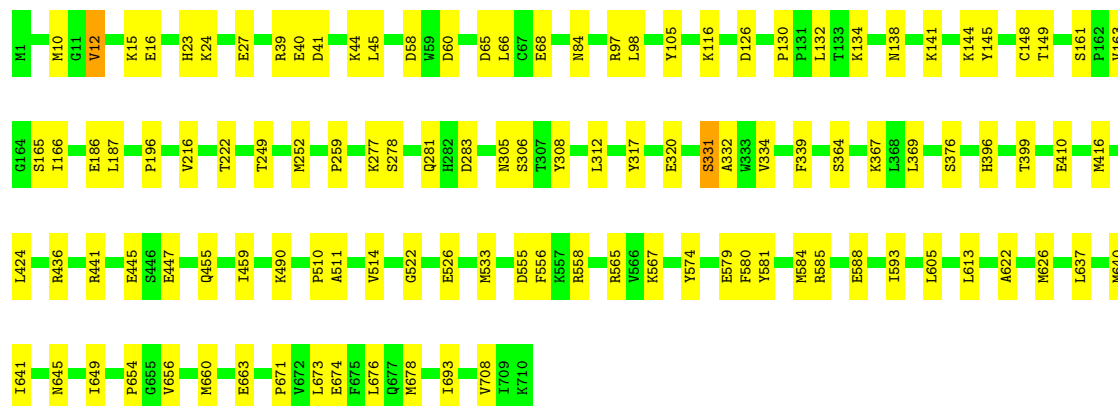 M1 M10 G11 V12 K15 E16 H23 K24 E27 R39 E40 D41 K44 L45 D58 W59 D60 D65 L66 C67 E68 N84 R97 L98 Y105 K116 D126 P130 P131 L132 T133 K134 N138 K141 K144 Y145 C148 T149 S161 P162 V163
G164 S165 I166 E186 L187 P196 V216 T222 T249 M252 P259 K277 S278 Q281 H282 D283 N305 S306 T307 Y308 L312 Y317 E320 S331 A332 W333 V334 F339 S364 K367 L368 L369 S376 H396 T399 E410 M416
L424 R436 R441 E445 S446 E447 Q455 I459 K490 P510 A511 V514 G522 E526 M533 D555 F556 K557 R558 R565 V566 K567 Y574 E579 F580 Y581 M584 R585 E588 I593 L605 L613 A622 M626 L637 M640
I641 N645 I649 P654 G655 V656 M660 E663 P671 V672 L673 E674 F675 L676 Q677 M678 I693 V708 I709 K710